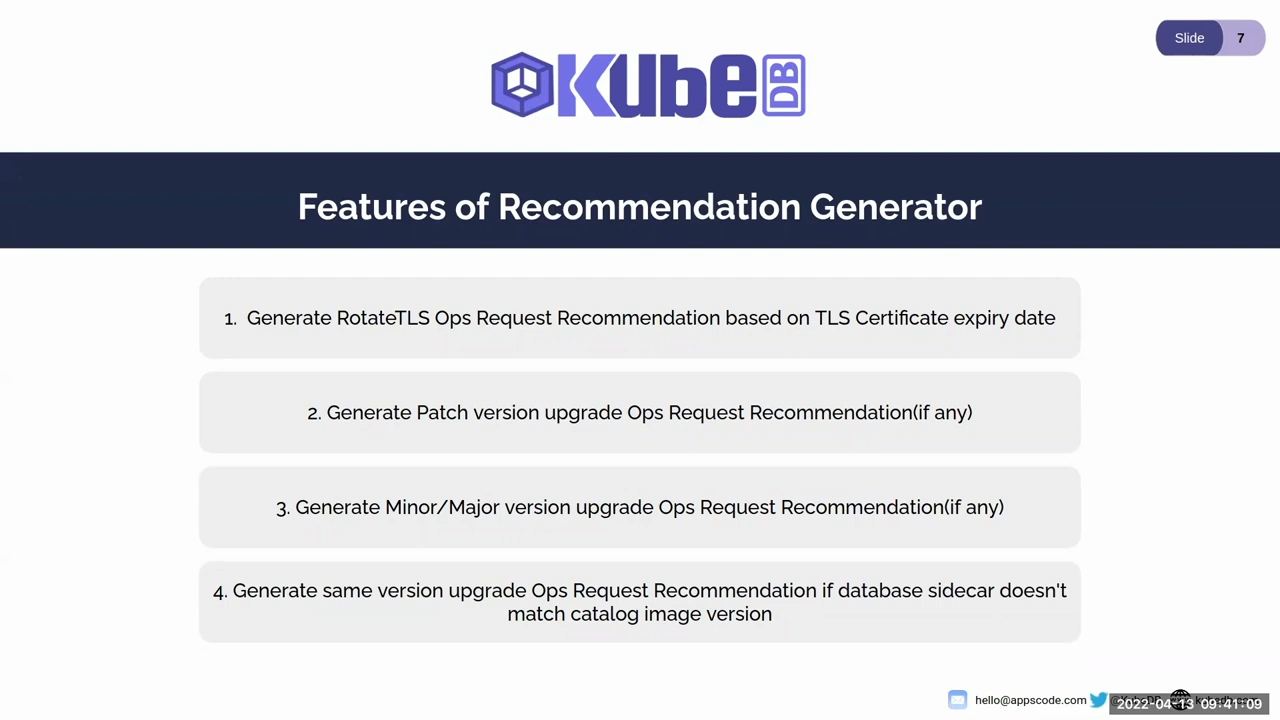 Slide 7
KUbe DB
Features of Recommendation Generator
1. Generate RotateTLS Ops Request Recommendation based on TLS Certificate expiry date
2. Generate Patch version upgrade Ops Request Recommendation(if any)
3. Generate Minor/Major version upgrade Ops Request Recommendation(if any)
4. Generate same version upgrade Ops Request Recommendation if database sidecar doesn't
match catalog image version
hello@appscode.com
2022-04-13 09:41:09